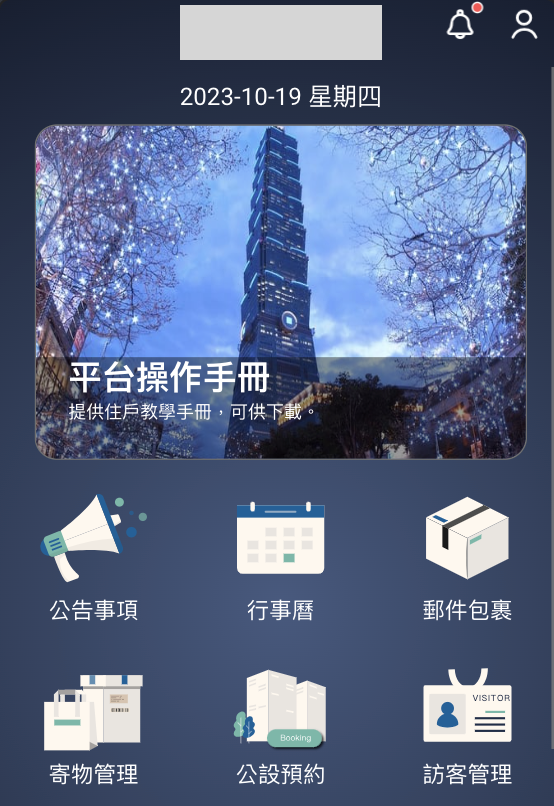 2023-10-19 星期四
平台操作手冊
提供住戶教學手冊，可供下載。
公告事項
行事曆
郵件包裹
Booking
VISITOR
寄物管理
公設預約
訪客管理